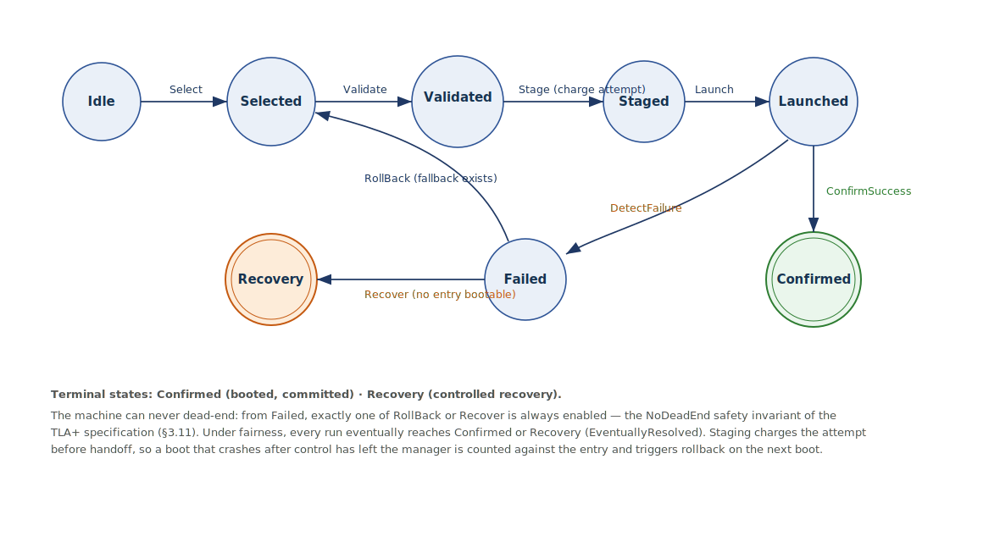 Idle
Select
Selected
Validate
Validated
Stage (charge attempt)
Staged
Launch
Launched
RollBack (fallback exists)
DetectFailure
ConfirmSuccess
Recovery
Recover (no entry bootable)
Failed
Confirmed
Terminal states: Confirmed (booted, committed) · Recovery (controlled recovery).
The machine can never dead-end: from Failed, exactly one of RollBack or Recover is always enabled — the NoDeadEnd safety invariant of the
TLA+ specification (§3.11). Under fairness, every run eventually reaches Confirmed or Recovery (EventuallyResolved). Staging charges the attempt
before handoff, so a boot that crashes after control has left the manager is counted against the entry and triggers rollback on the next boot.